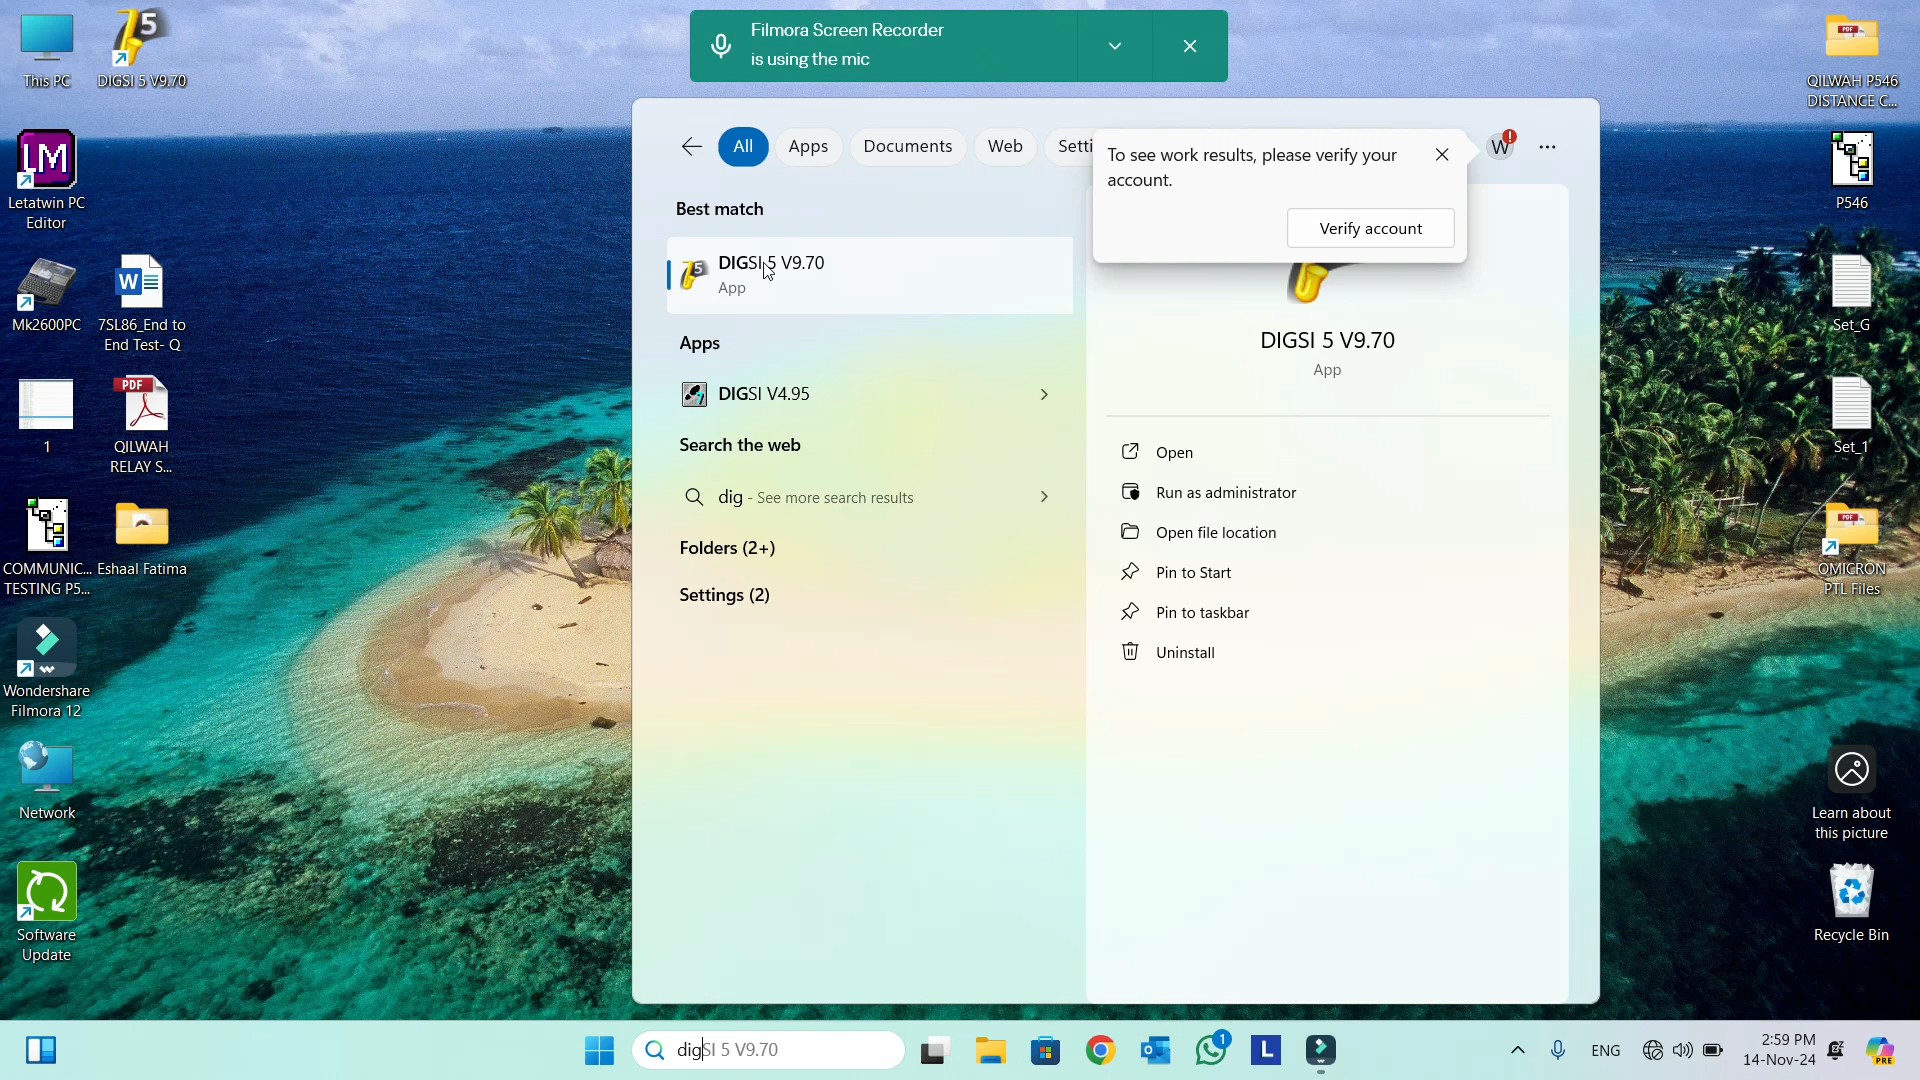 Filmora Screen Recorder
is using the mic
This PC
DIGSI 5 V9.70
Letatwin PC
Editor
Mk2600PC
7SL86_End to
End Test- Q
1
QILWAH
RELAY S...
COMMUNIC...
TESTING P5...
Eshaal Fatima
Wondershare
Filmora 12
Network
Software
Update
All
Apps
Documents
Web
Setti
W
To see work results, please verify your
account.
Verify account
Best match
DIGSI 5 V9.70
App
Apps
DIGSI V4.95
Search the web
dig - See more search results
Folders (2+)
Settings (2)
DIGSI 5 V9.70
App
Open
Run as administrator
Open file location
Pin to Start
Pin to taskbar
Uninstall
QILWAH P546
DISTANCE C...
P546
Set_G
Set_1
OMICRON
PTL Files
Learn about
this picture
Recycle Bin
digSI 5 V9.70
1
L
ENG
2:59 PM
14-Nov-24
PRE